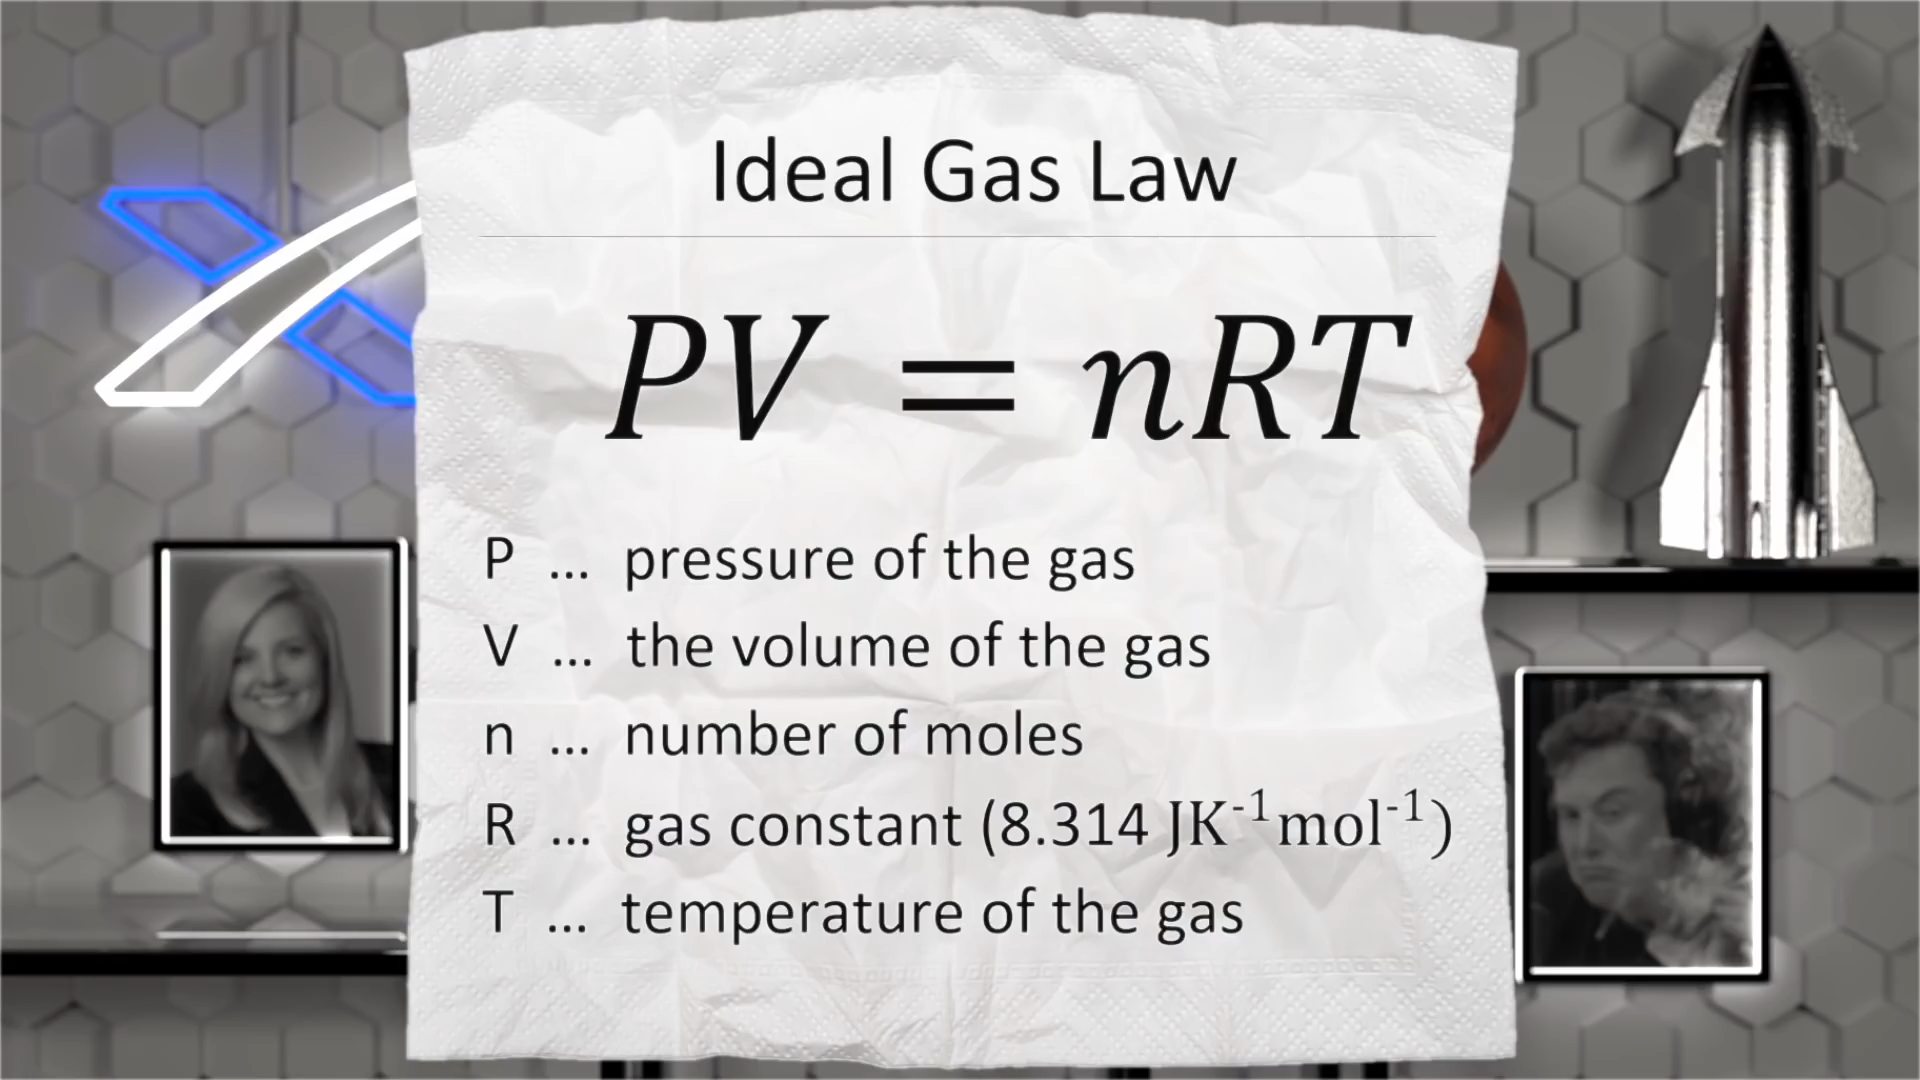 Ideal Gas Law
PV = nRT
P ... pressure of the gas
V ... the volume of the gas
n ... number of moles
R ... gas constant (8.314 JK⁻¹mol⁻¹)
T ... temperature of the gas